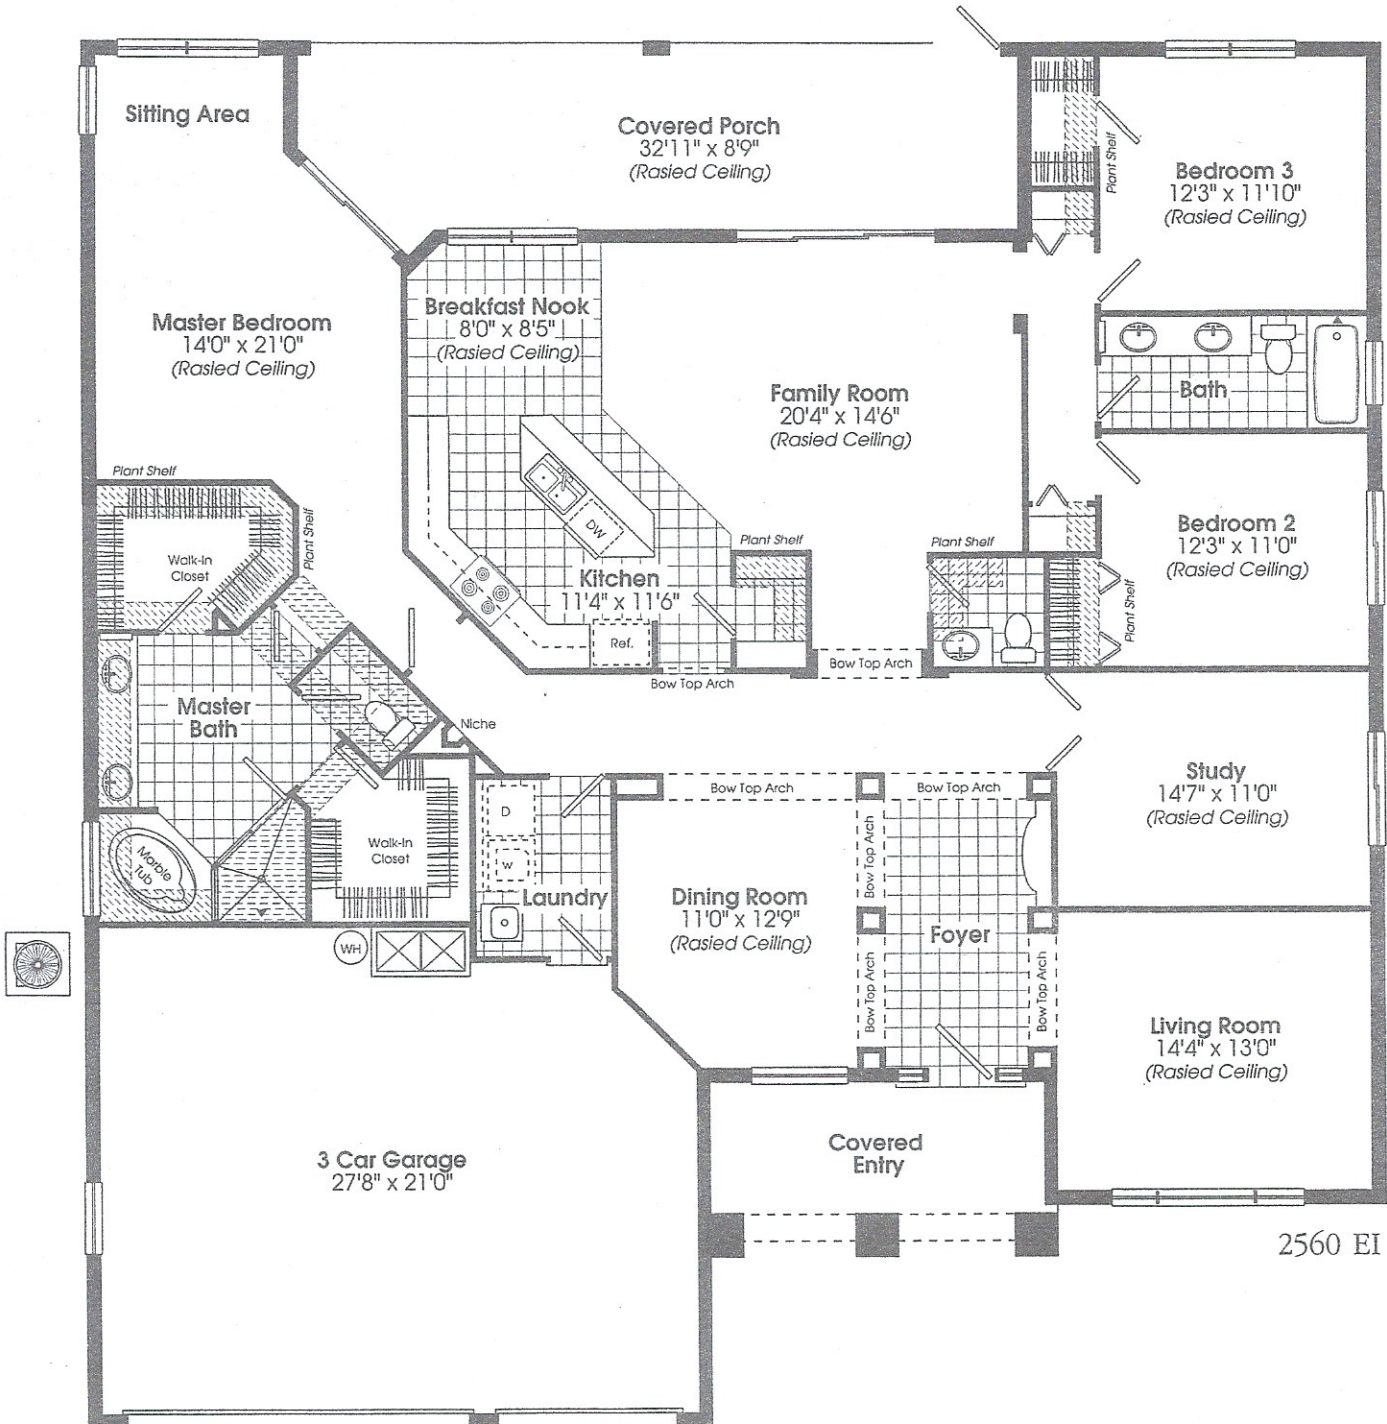 Sitting Area
Covered Porch
32'11" x 8'9"
(Rasied Ceiling)
Plant Shelf
Bedroom 3
12'3" x 11'10"
(Rasied Ceiling)
Breakfast Nook
8'0" x 8'5"
(Rasied Ceiling)
Master Bedroom
14'0" x 21'0"
(Rasied Ceiling)
Family Room
20'4" x 14'6"
(Rasied Ceiling)
Bath
Plant Shelf
Plant Shelf
Walk-In
Closet
DW
Kitchen
11'4" x 11'6"
Ref.
Plant Shelf
Plant Shelf
Bedroom 2
12'3" x 11'0"
(Rasied Ceiling)
Plant Shelf
Bow Top Arch
Bow Top Arch
Master
Bath
Niche
Study
14'7" x 11'0"
(Rasied Ceiling)
Bow Top Arch
Bow Top Arch
D
W
Laundry
Walk-In
Closet
Marble
Tub
Dining Room
11'0" x 12'9"
(Rasied Ceiling)
Bow Top Arch
Bow Top Arch
Foyer
Bow Top Arch
WH
Living Room
14'4" x 13'0"
(Rasied Ceiling)
3 Car Garage
27'8" x 21'0"
Covered
Entry
2560 EI